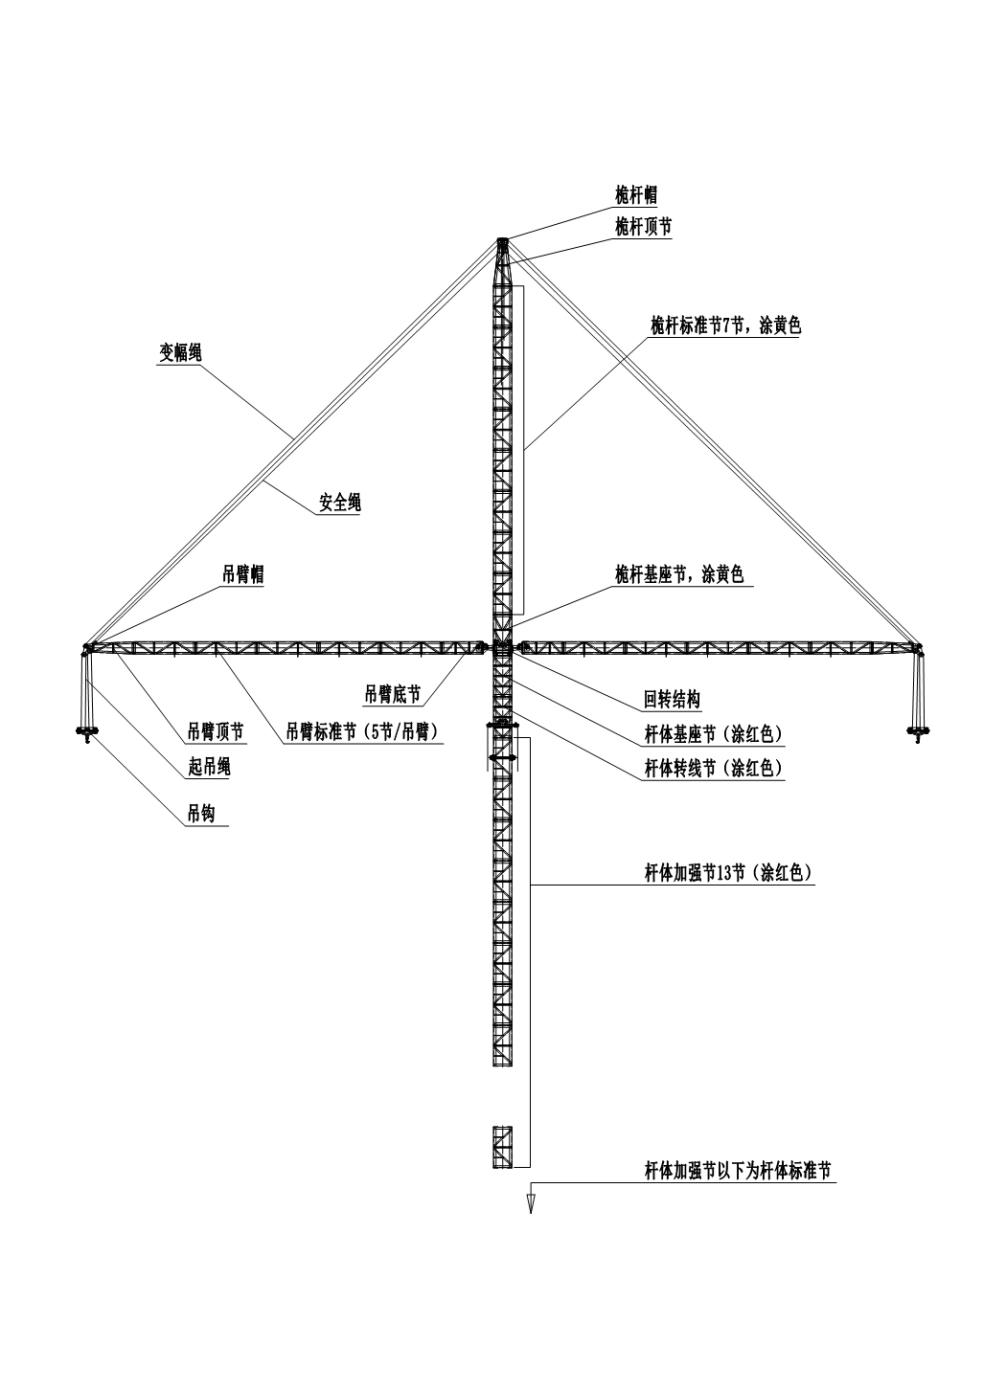 桅杆帽
桅杆顶节
桅杆标准节7节，涂黄色
变幅绳
安全绳
吊臂帽
桅杆基座节，涂黄色
吊臂底节
回转结构
吊臂顶节
吊臂标准节（5节/吊臂）
杆体基座节（涂红色）
起吊绳
杆体转线节（涂红色）
吊钩
杆体加强节13节（涂红色）
杆体加强节以下为杆体标准节